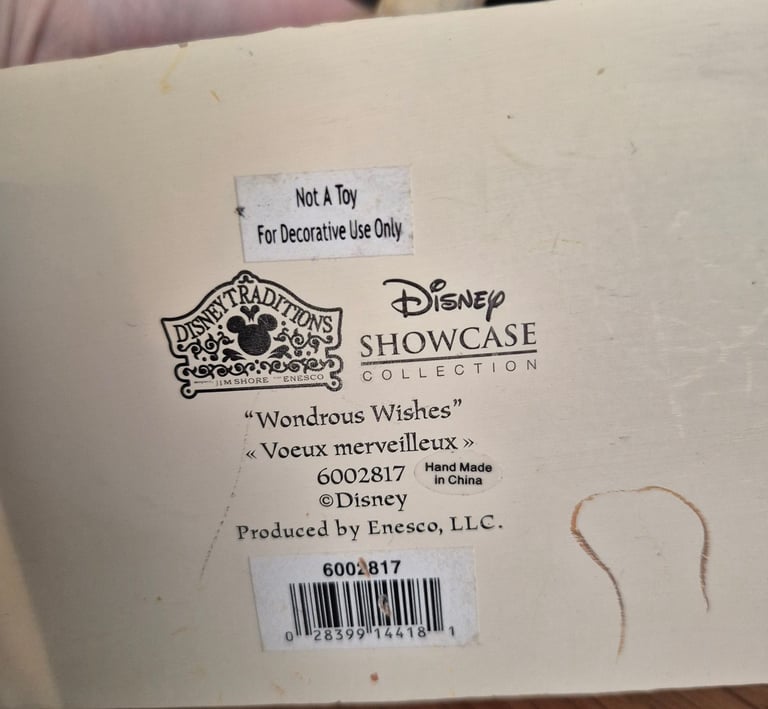 Not A Toy
For Decorative Use Only
DISNEY TRADITIONS
JIM SHORE ENESCO
Disney
SHOWCASE
COLLECTION
“Wondrous Wishes”
« Voeux merveilleux »
6002817
Hand Made
in China
©Disney
Produced by Enesco, LLC.
6002817
0 28399 14418 1